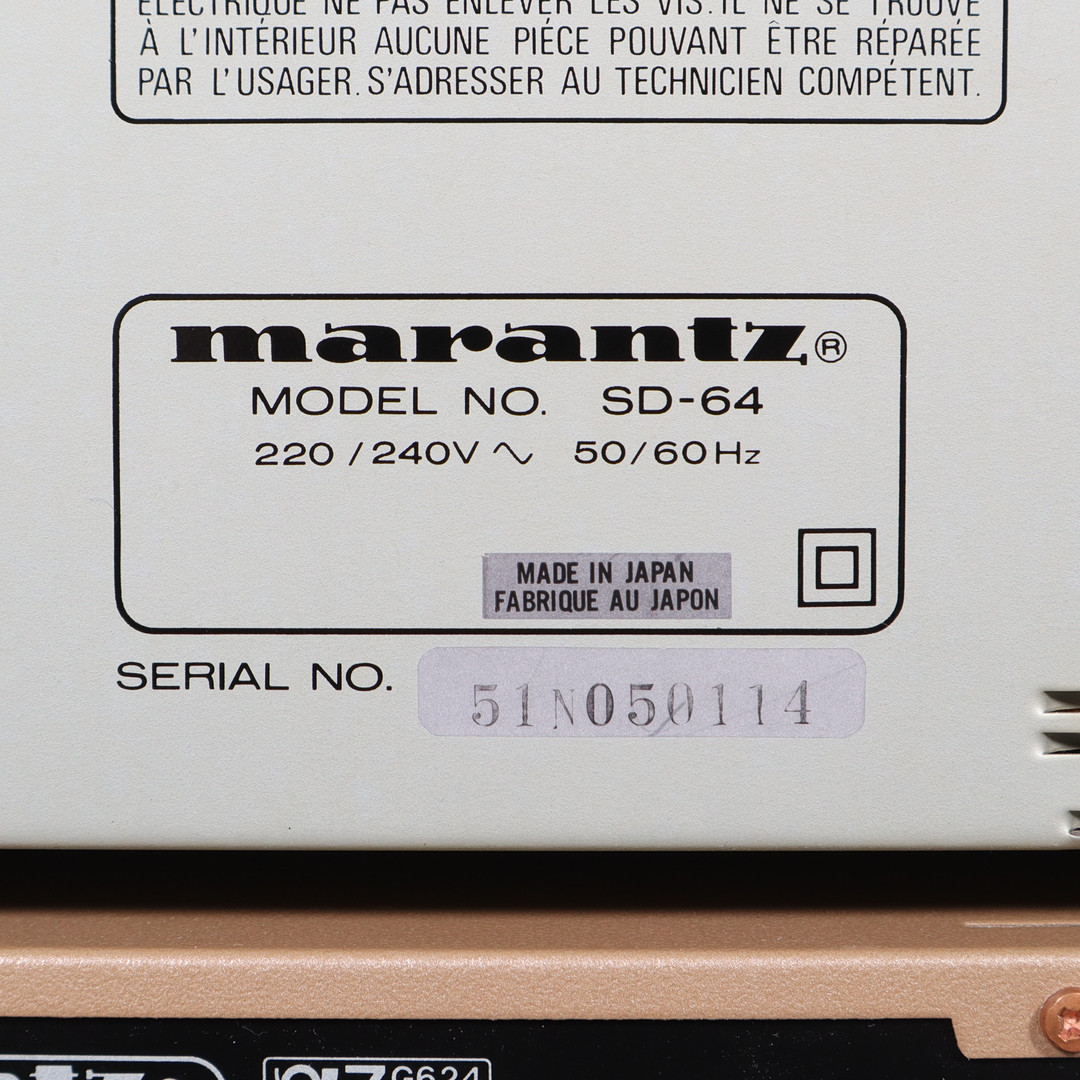 ÉLECTRIQUE NE PAS ENLEVER LES VIS. IL NE SE TROUVE
À L'INTÉRIEUR AUCUNE PIÉCE POUVANT ÊTRE RÉPARÉE
PAR L'USAGER. S'ADRESSER AU TECHNICIEN COMPÉTENT.
marantz®
MODEL NO. SD-64
220/240V ∿ 50/60Hz
MADE IN JAPAN
FABRIQUE AU JAPON
SERIAL NO. 51N050114
G624